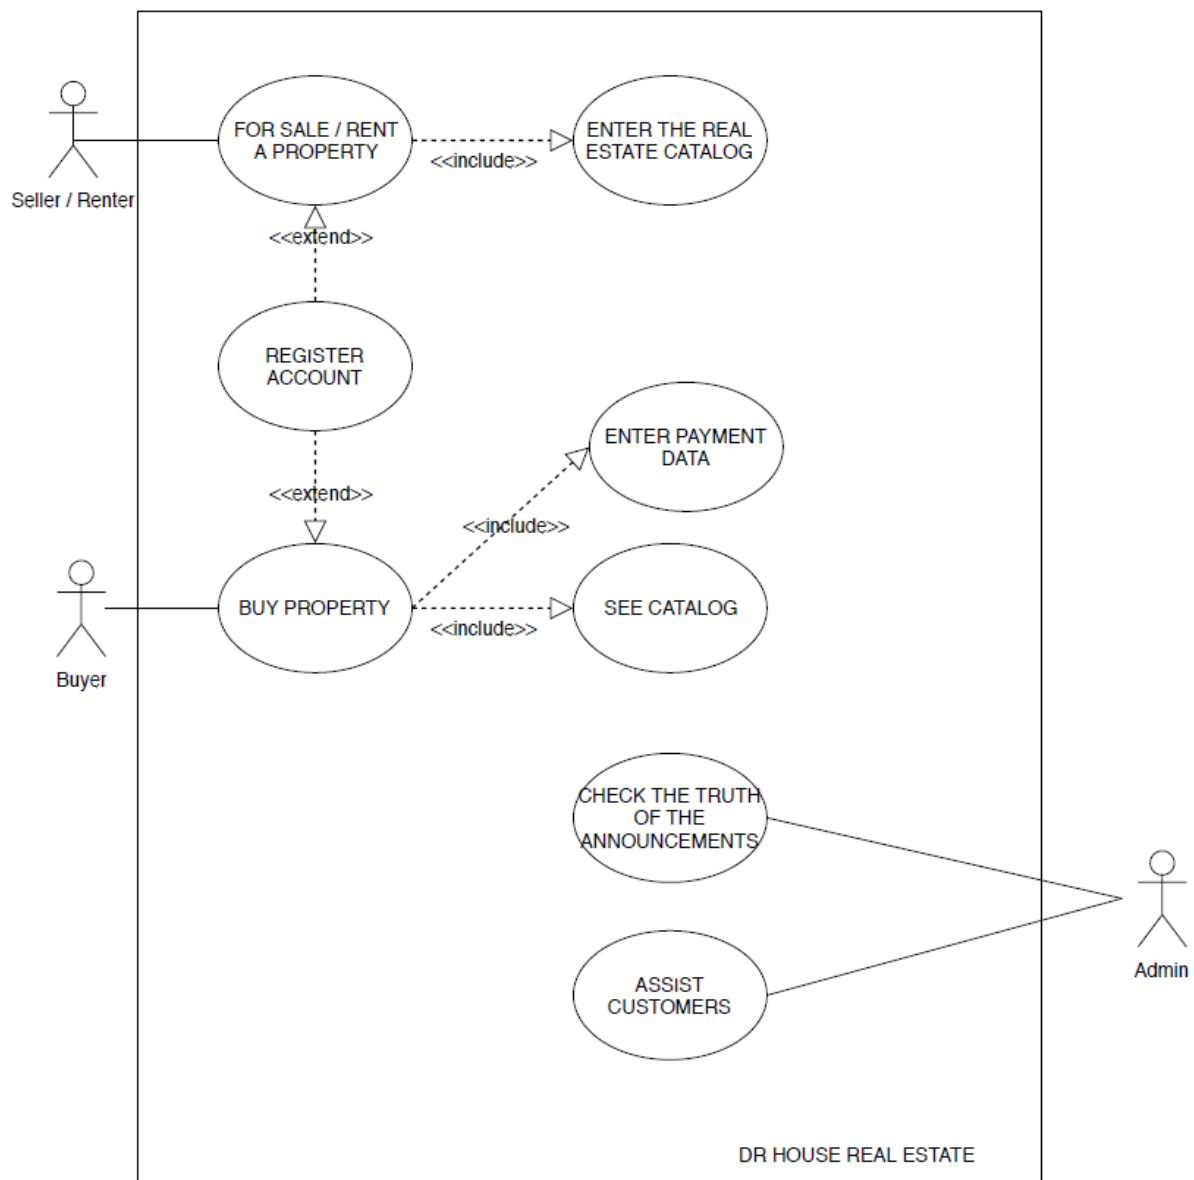 FOR SALE / RENT
A PROPERTY
ENTER THE REAL
ESTATE CATALOG
<<include>>
Seller / Renter
<<extend>>
REGISTER
ACCOUNT
ENTER PAYMENT
DATA
<<extend>>
<<include>>
BUY PROPERTY
SEE CATALOG
<<include>>
Buyer
CHECK THE TRUTH
OF THE
ANNOUNCEMENTS
Admin
ASSIST
CUSTOMERS
DR HOUSE REAL ESTATE